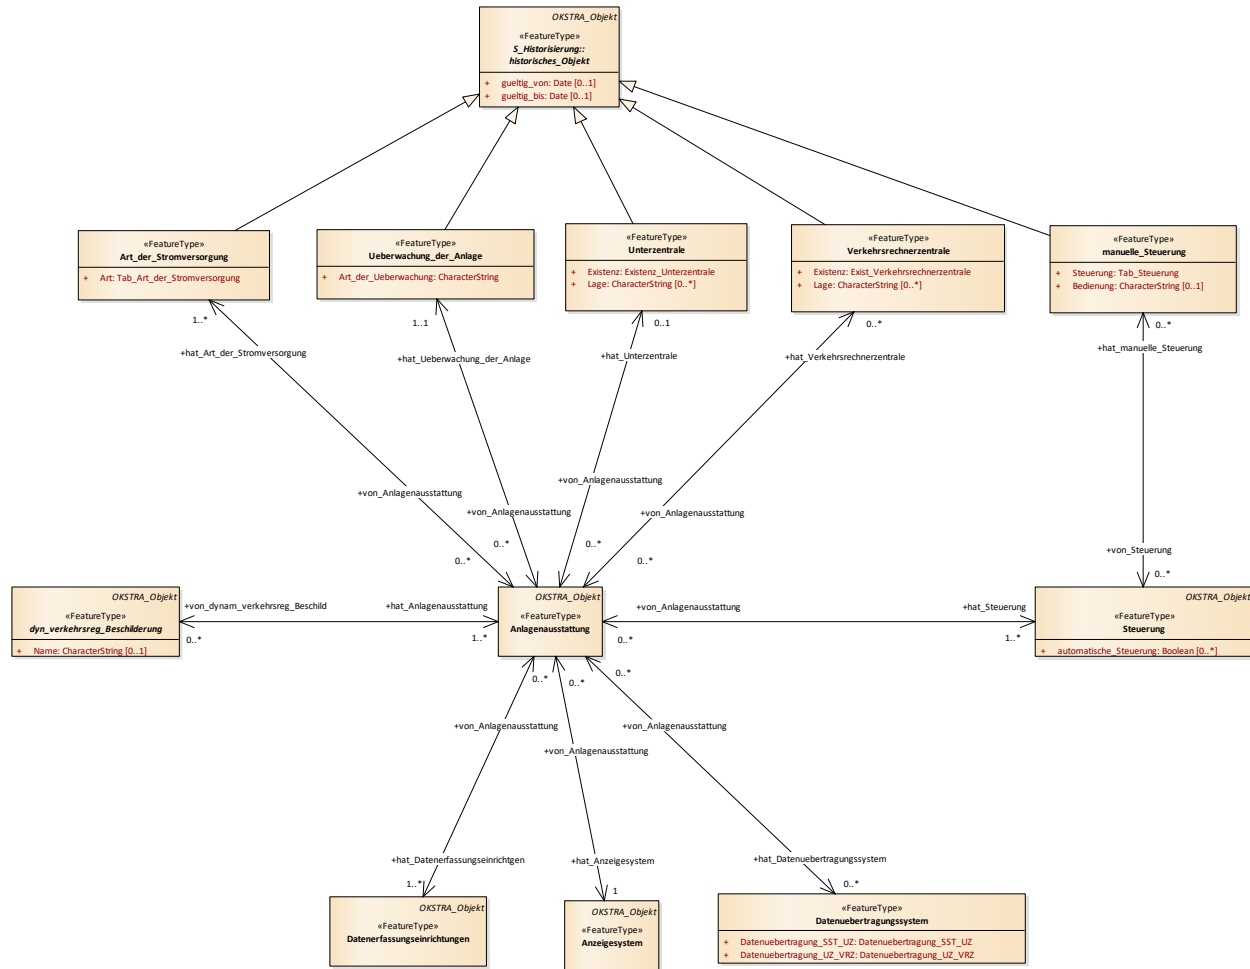 OKSTRA_Objekt
«FeatureType»
S_Historisierung::
historisches_Objekt
+ gueltig_von: Date [0..1]
+ gueltig_bis: Date [0..1]
«FeatureType»
Art_der_Stromversorgung
+ Art: Tab_Art_der_Stromversorgung
«FeatureType»
Ueberwachung_der_Anlage
+ Art_der_Ueberwachung: CharacterString
«FeatureType»
Unterzentrale
+ Existenz: Existenz_Unterzentrale
+ Lage: CharacterString [0..*]
«FeatureType»
Verkehrsrechnerzentrale
+ Existenz: Exist_Verkehrsrechnerzentrale
+ Lage: CharacterString [0..*]
«FeatureType»
manuelle_Steuerung
+ Steuerung: Tab_Steuerung
+ Bedienung: CharacterString [0..1]
1..*
+hat_Art_der_Stromversorgung
1..1
+hat_Ueberwachung_der_Anlage
0..1
+hat_Unterzentrale
0..*
+hat_Verkehrsrechnerzentrale
0..*
+hat_manuelle_Steuerung
+von_Anlagenausstattung
0..*
+von_Anlagenausstattung
0..*
+von_Anlagenausstattung
0..*
+von_Anlagenausstattung
0..*
+von_Steuerung
0..*
OKSTRA_Objekt
«FeatureType»
dyn_verkehrsreg_Beschilderung
+ Name: CharacterString [0..1]
+von_dynam_verkehrsreg_Beschild
0..*
+hat_Anlagenausstattung
1..*
OKSTRA_Objekt
«FeatureType»
Anlagenausstattung
+von_Anlagenausstattung
0..*
+hat_Steuerung
1..*
OKSTRA_Objekt
«FeatureType»
Steuerung
+ automatische_Steuerung: Boolean [0..*]
0..*
+von_Anlagenausstattung
0..*
+von_Anlagenausstattung
0..*
+von_Anlagenausstattung
+hat_Datenerfassungseinrichtgen
1..*
+hat_Anzeigesystem
1
+hat_Datenuebertragungssystem
0..*
OKSTRA_Objekt
«FeatureType»
Datenerfassungseinrichtungen
OKSTRA_Objekt
«FeatureType»
Anzeigesystem
«FeatureType»
Datenuebertragungssystem
+ Datenuebertragung_SST_UZ: Datenuebertragung_SST_UZ
+ Datenuebertragung_UZ_VRZ: Datenuebertragung_UZ_VRZ